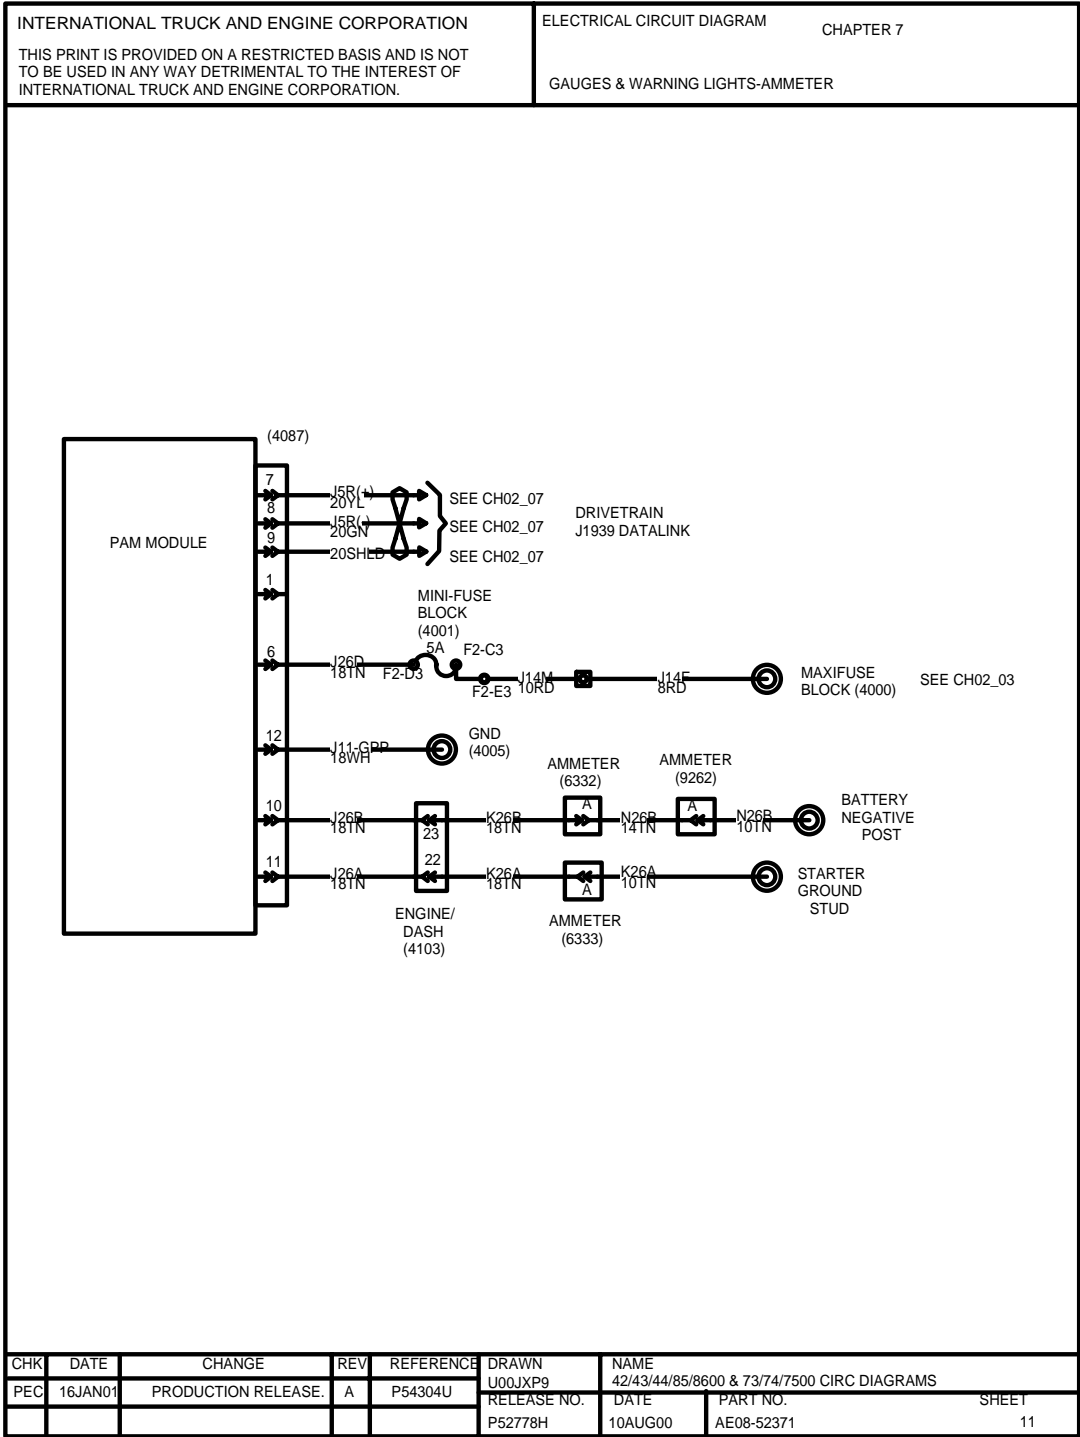 INTERNATIONAL TRUCK AND ENGINE CORPORATION
THIS PRINT IS PROVIDED ON A RESTRICTED BASIS AND IS NOT
TO BE USED IN ANY WAY DETRIMENTAL TO THE INTEREST OF
INTERNATIONAL TRUCK AND ENGINE CORPORATION.
ELECTRICAL CIRCUIT DIAGRAM
CHAPTER 7
GAUGES & WARNING LIGHTS-AMMETER
(4087)
PAM MODULE
7
J5R(+)
20YL
SEE CH02_07
8
J5R(-)
20GN
SEE CH02_07
9
20SHLD
SEE CH02_07
DRIVETRAIN
J1939 DATALINK
1
MINI-FUSE
BLOCK
(4001)
5A
F2-C3
6
J26D
18TN
F2-D3
F2-E3
J14M
10RD
J14F
8RD
MAXIFUSE
BLOCK (4000)
SEE CH02_03
12
J11-GPP
18WH
GND
(4005)
AMMETER
(6332)
AMMETER
(9262)
10
J26B
18TN
23
K26B
18TN
A
N26B
14TN
A
N26B
10TN
BATTERY
NEGATIVE
POST
11
J26A
18TN
22
K26A
18TN
A
K26A
10TN
STARTER
GROUND
STUD
ENGINE/
DASH
(4103)
AMMETER
(6333)
CHK DATE CHANGE REV REFERENCE
PEC 16JAN01 PRODUCTION RELEASE. A P54304U
DRAWN
U00JXP9
NAME
42/43/44/85/8600 & 73/74/7500 CIRC DIAGRAMS
RELEASE NO. DATE PART NO. SHEET
P52778H 10AUG00 AE08-52371 11